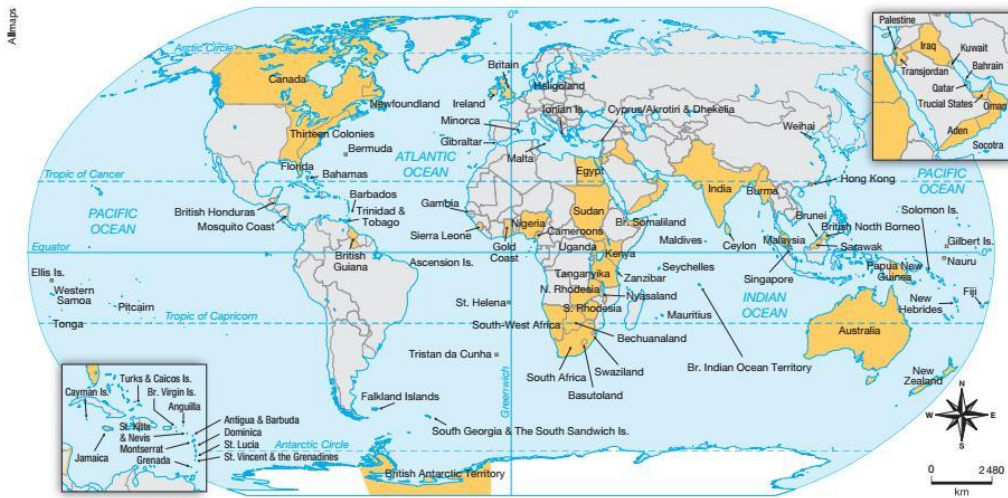 Allmaps
0°
Arctic Circle
Canada
Newfoundland
Britain
Ireland
Heligoland
Ionian Is.
Cyprus/Akrotiri & Dhekelia
Minorca
Gibraltar
Malta
Weihai
Thirteen Colonies
Bermuda
ATLANTIC
OCEAN
Florida
Bahamas
Tropic of Cancer
Egypt
India
Burma
Hong Kong
PACIFIC
OCEAN
PACIFIC
OCEAN
British Honduras
Mosquito Coast
Barbados
Trinidad &
Tobago
Gambia
Sierra Leone
Nigeria
Gold
Coast
Cameroons
Sudan
Br. Somaliland
Maldives
Ceylon
Brunei
British North Borneo
Malaysia
Sarawak
Singapore
Solomon Is.
Gilbert Is.
Nauru
Equator
0°
British
Guiana
Ascension Is.
Uganda
Kenya
Tanganyika
Zanzibar
Seychelles
Papua New
Guinea
Ellis Is.
Western
Samoa
Pitcairn
Tonga
St. Helena
N. Rhodesia
Nyasaland
S. Rhodesia
Mauritius
INDIAN
OCEAN
New
Hebrides
Fiji
Tropic of Capricorn
South-West Africa
Bechuanaland
Australia
Tristan da Cunha
Swaziland
South Africa
Basutoland
Br. Indian Ocean Territory
New
Zealand
Greenwich
Falkland Islands
South Georgia & The South Sandwich Is.
Antarctic Circle
British Antarctic Territory
Palestine
Iraq
Kuwait
Transjordan
Bahrain
Qatar
Trucial States
Oman
Aden
Socotra
Cayman Is.
Turks & Caicos Is.
Br. Virgin Is.
Anguilla
St. Kitts
& Nevis
Antigua & Barbuda
Montserrat
Dominica
Jamaica
St. Lucia
Grenada
St. Vincent & the Grenadines
N
W
E
S
0
2 480
km